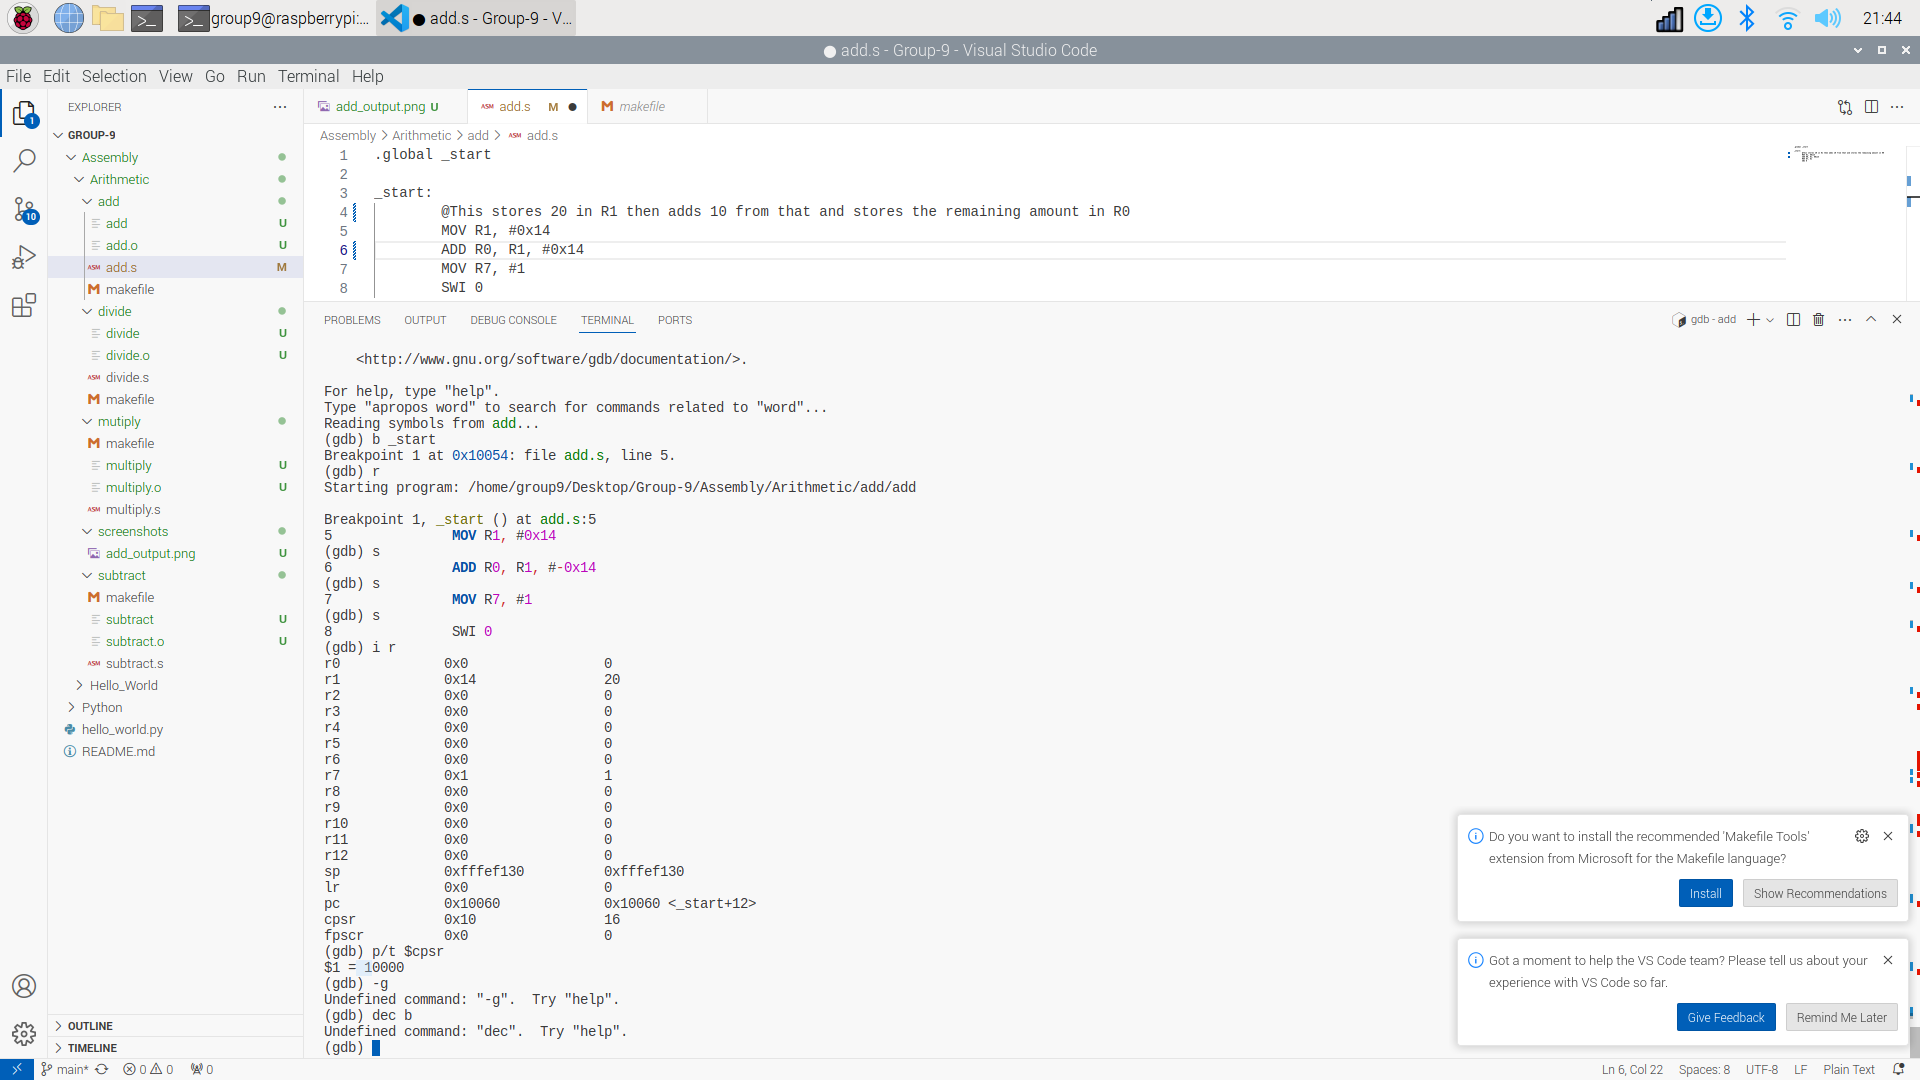 group9@raspberrypi:...
add.s - Group-9 - V...
21:44
add.s - Group-9 - Visual Studio Code
File Edit Selection View Go Run Terminal Help
EXPLORER
GROUP-9
Assembly
Arithmetic
add
add U
add.o U
ASM add.s M
M makefile
divide
divide U
divide.o U
ASM divide.s
M makefile
mutiply
M makefile
multiply U
multiply.o U
ASM multiply.s
screenshots
add_output.png U
subtract
M makefile
subtract U
subtract.o U
ASM subtract.s
Hello_World
Python
hello_world.py
README.md
OUTLINE
TIMELINE
1
10
add_output.png U
ASM add.s M
M makefile
Assembly > Arithmetic > add > ASM add.s
1 .global _start
2
3 _start:
4 @This stores 20 in R1 then adds 10 from that and stores the remaining amount in R0
5 MOV R1, #0x14
6 ADD R0, R1, #0x14
7 MOV R7, #1
8 SWI 0
PROBLEMS OUTPUT DEBUG CONSOLE TERMINAL PORTS
gdb - add
<http://www.gnu.org/software/gdb/documentation/>.
For help, type "help".
Type "apropos word" to search for commands related to "word"...
Reading symbols from add...
(gdb) b _start
Breakpoint 1 at 0x10054: file add.s, line 5.
(gdb) r
Starting program: /home/group9/Desktop/Group-9/Assembly/Arithmetic/add/add
Breakpoint 1, _start () at add.s:5
5 MOV R1, #0x14
(gdb) s
6 ADD R0, R1, #-0x14
(gdb) s
7 MOV R7, #1
(gdb) s
8 SWI 0
(gdb) i r
r0 0x0 0
r1 0x14 20
r2 0x0 0
r3 0x0 0
r4 0x0 0
r5 0x0 0
r6 0x0 0
r7 0x1 1
r8 0x0 0
r9 0x0 0
r10 0x0 0
r11 0x0 0
r12 0x0 0
sp 0xfffef130 0xfffef130
lr 0x0 0
pc 0x10060 0x10060 <_start+12>
cpsr 0x10 16
fpscr 0x0 0
(gdb) p/t $cpsr
$1 = 10000
(gdb) -g
Undefined command: "-g". Try "help".
(gdb) dec b
Undefined command: "dec". Try "help".
(gdb)
Do you want to install the recommended 'Makefile Tools'
extension from Microsoft for the Makefile language?
Install Show Recommendations
Got a moment to help the VS Code team? Please tell us about your
experience with VS Code so far.
Give Feedback Remind Me Later
main* 0 0 0
Ln 6, Col 22 Spaces: 8 UTF-8 LF Plain Text